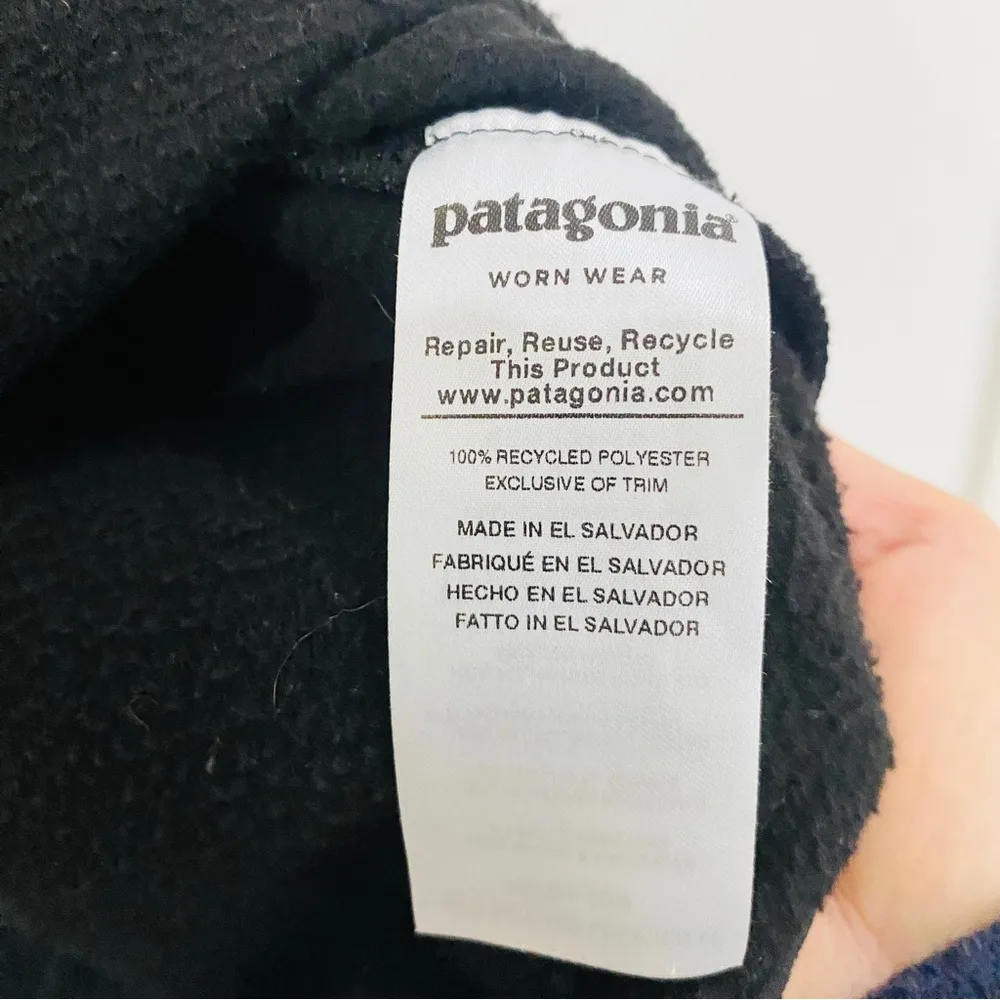 patagonia®
WORN WEAR
Repair, Reuse, Recycle
This Product
www.patagonia.com
100% RECYCLED POLYESTER
EXCLUSIVE OF TRIM
MADE IN EL SALVADOR
FABRIQUÉ EN EL SALVADOR
HECHO EN EL SALVADOR
FATTO IN EL SALVADOR